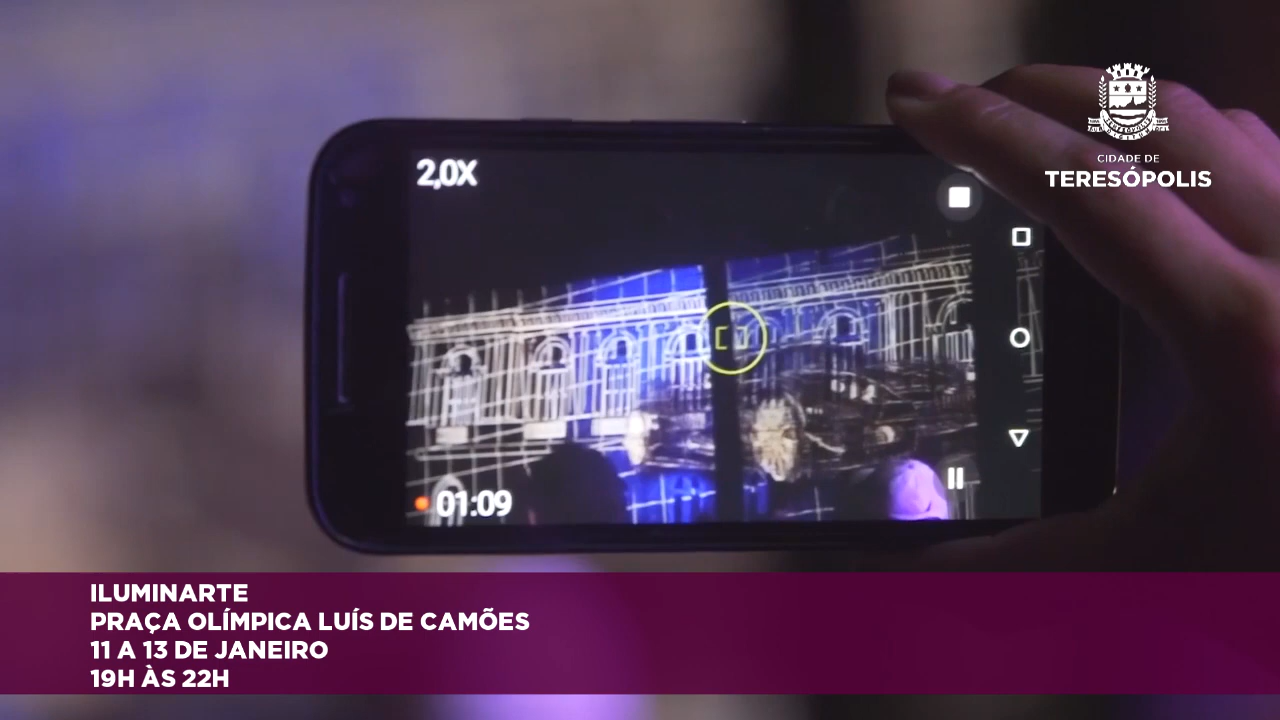 2,0X
CIDADE DE
TERESÓPOLIS
01:09
ILUMINARTE
PRAÇA OLÍMPICA LUÍS DE CAMÕES
11 A 13 DE JANEIRO
19H ÀS 22H